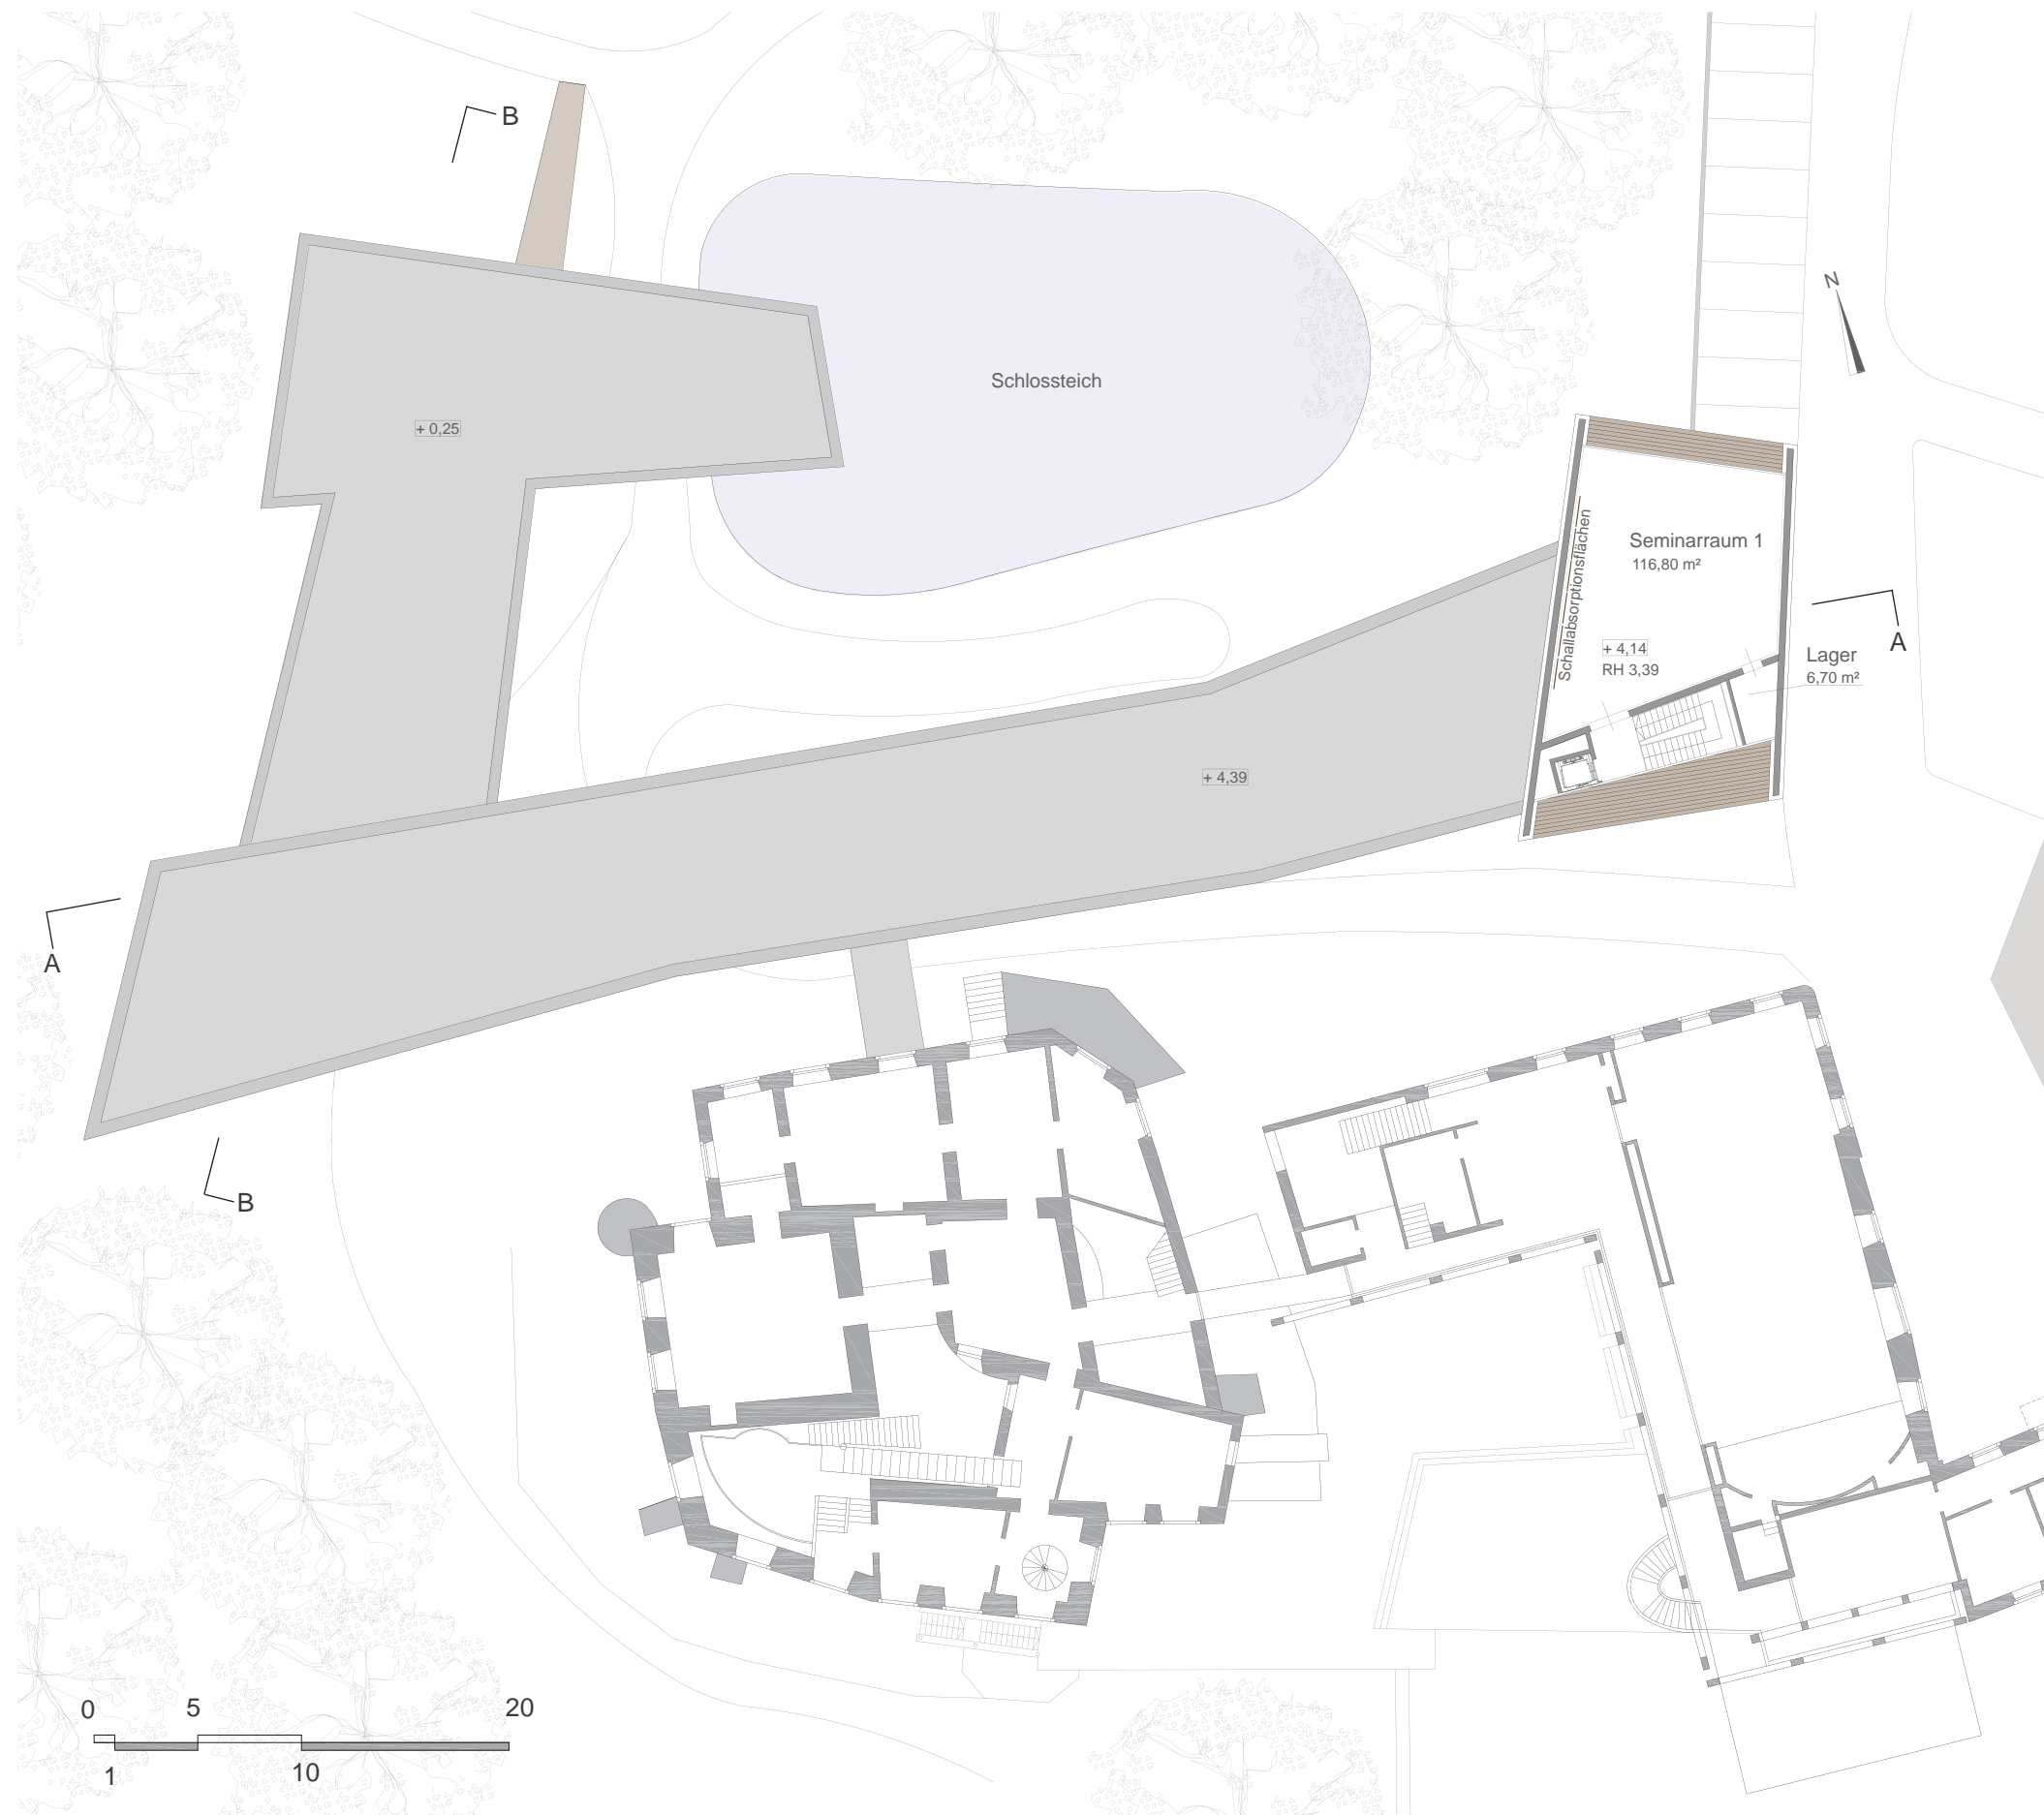 B
N
Schlossteich
+ 0,25
Schallabsorptionsflächen
Seminarraum 1
116,80 m²
A
+ 4,14
RH 3,39
Lager
6,70 m²
+ 4,39
A
B
0 5 20
1 10